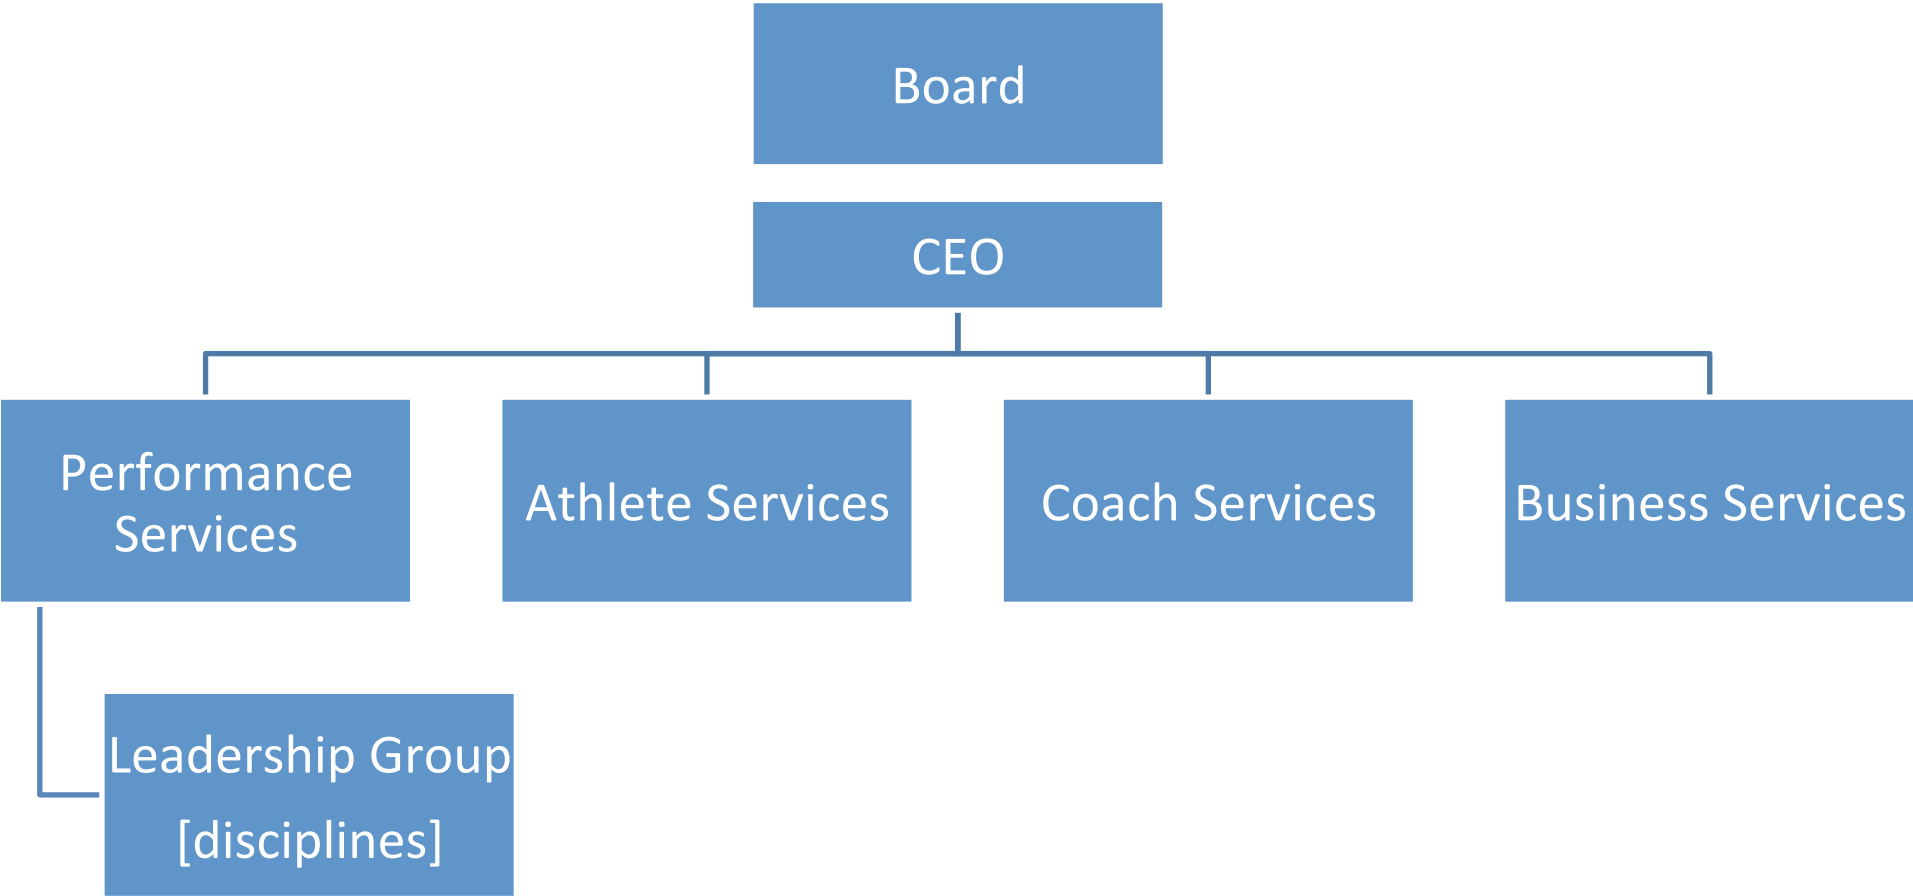 Board
CEO
Performance
Services
Athlete Services
Coach Services
Business Services
Leadership Group
[disciplines]